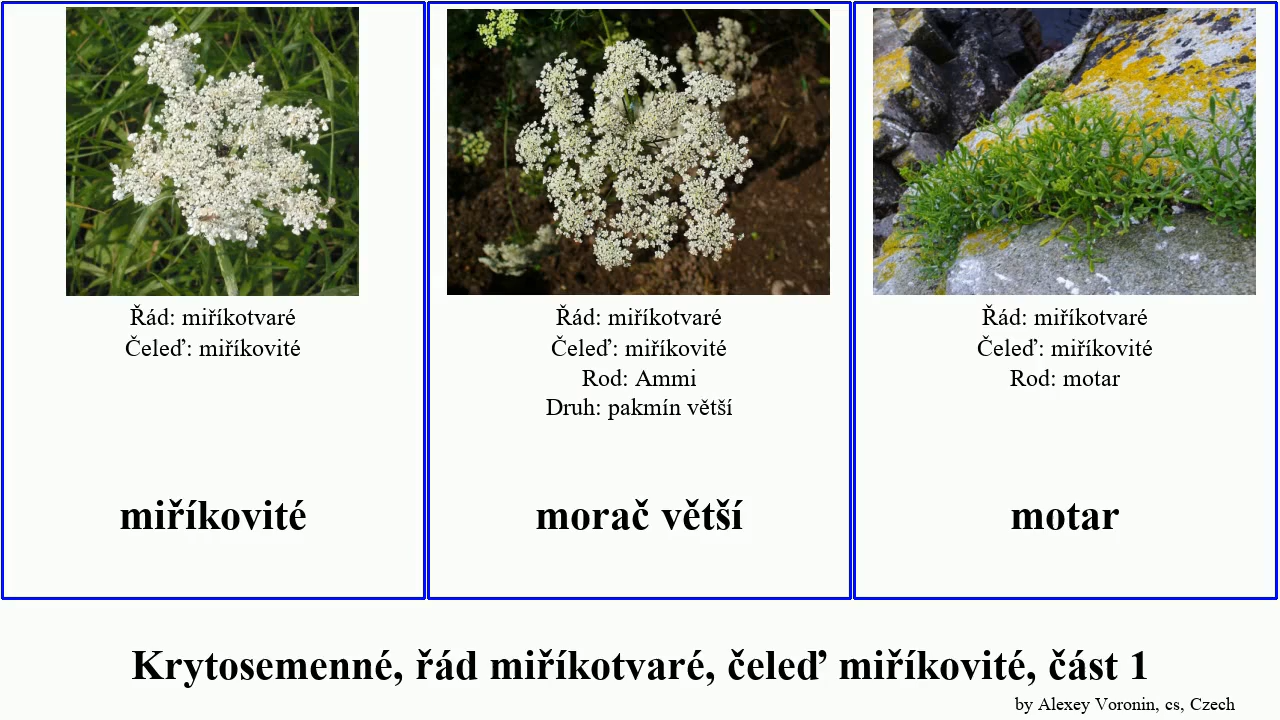 Řád: miříkotvaré
Čeleď: miříkovité
miříkovité
Řád: miříkotvaré
Čeleď: miříkovité
Rod: Ammi
Druh: pakmín větší
morač větší
Řád: miříkotvaré
Čeleď: miříkovité
Rod: motar
motar
Krytosemenné, řád miříkotvaré, čeleď miříkovité, část 1
by Alexey Voronin, cs, Czech